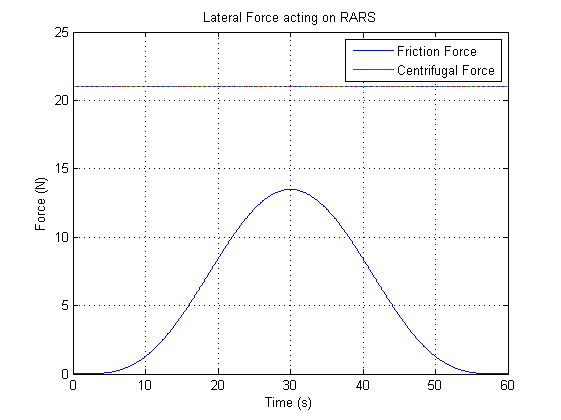 Lateral Force acting on RARS
25
20
15
10
5
0
Force (N)
Friction Force
Centrifugal Force
0 10 20 30 40 50 60
Time (s)